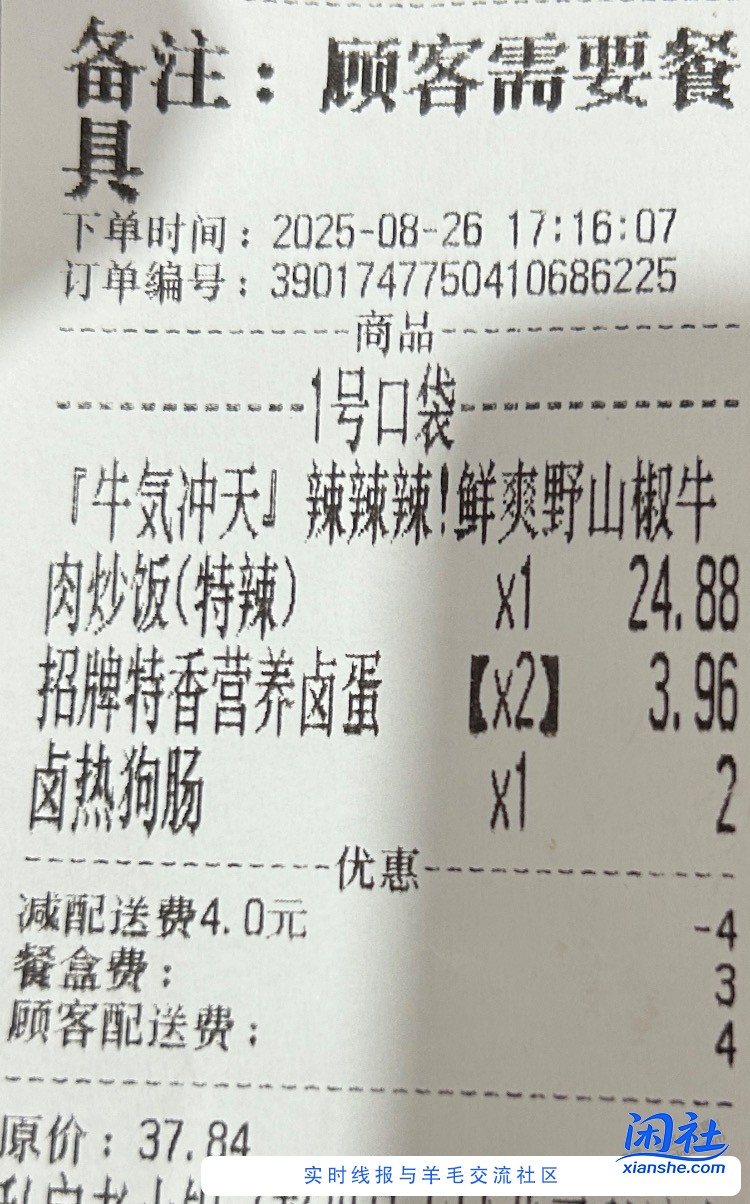 备注：顾客需要餐
具
下单时间：2025-08-26 17:16:07
订单编号：3901747750410686225
商品
1号口袋
『牛気冲天』辣辣辣!鲜爽野山椒牛
肉炒饭(特辣) x1 24.88
招牌特香营养卤蛋 【x2】 3.96
卤热狗肠 x1 2
优惠
减配送费4.0元 -4
餐盒费： 3
顾客配送费： 4
原价：37.84
闲社
实时线报与羊毛交流社区
xianshe.com